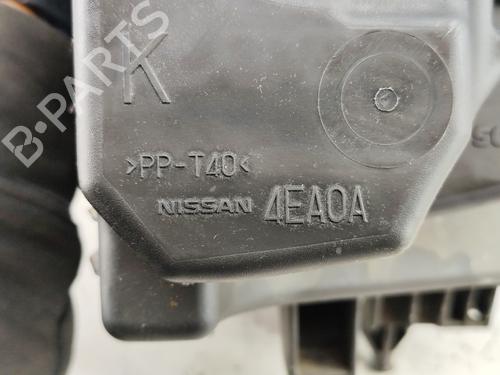 B-PARTS
K
>PP-T40<
NISSAN 4EA0A